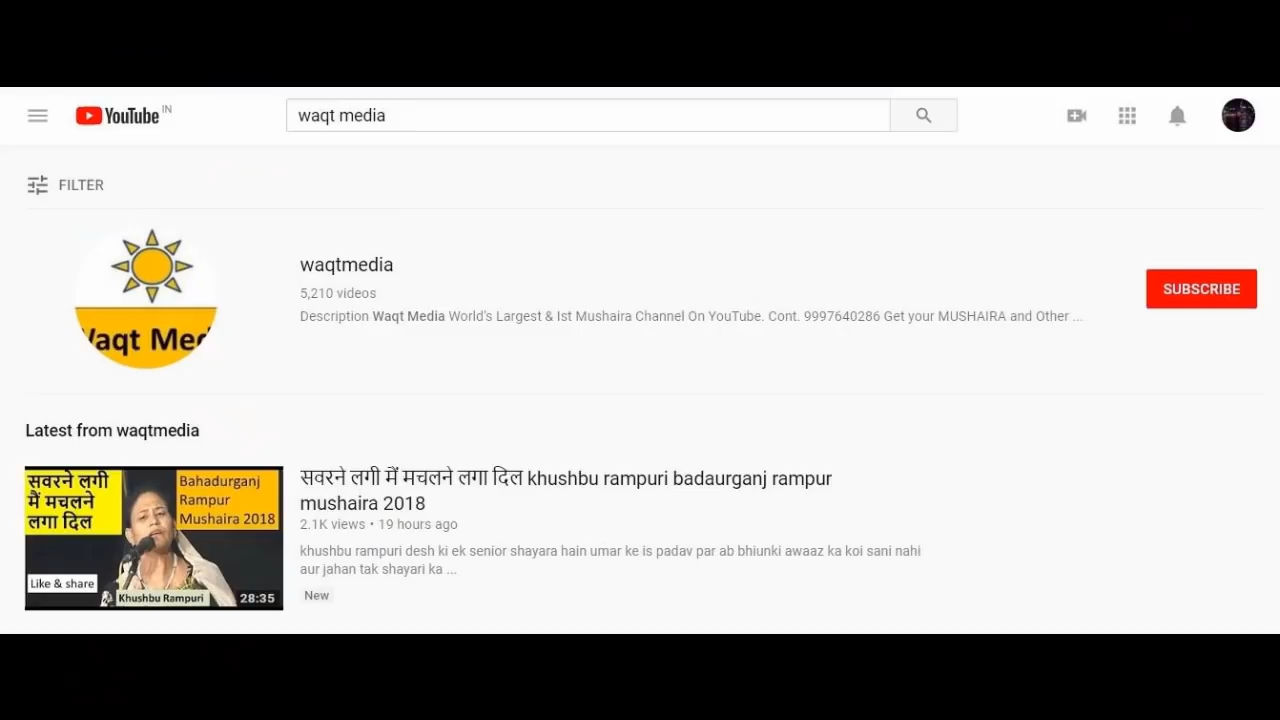 YouTube IN
waqt media
FILTER
Waqt Med
waqtmedia
5,210 videos
Description Waqt Media World's Largest & Ist Mushaira Channel On YouTube. Cont. 9997640286 Get your MUSHAIRA and Other ...
SUBSCRIBE
Latest from waqtmedia
सवरने लगी
मैं मचलने
लगा दिल
Bahadurganj
Rampur
Mushaira 2018
Like & share
Khushbu Rampuri
28:35
सवरने लगी मैं मचलने लगा दिल khushbu rampuri badaurganj rampur
mushaira 2018
2.1K views • 19 hours ago
khushbu rampuri desh ki ek senior shayara hain umar ke is padav par ab bhiunki awaaz ka koi sani nahi
aur jahan tak shayari ka ...
New